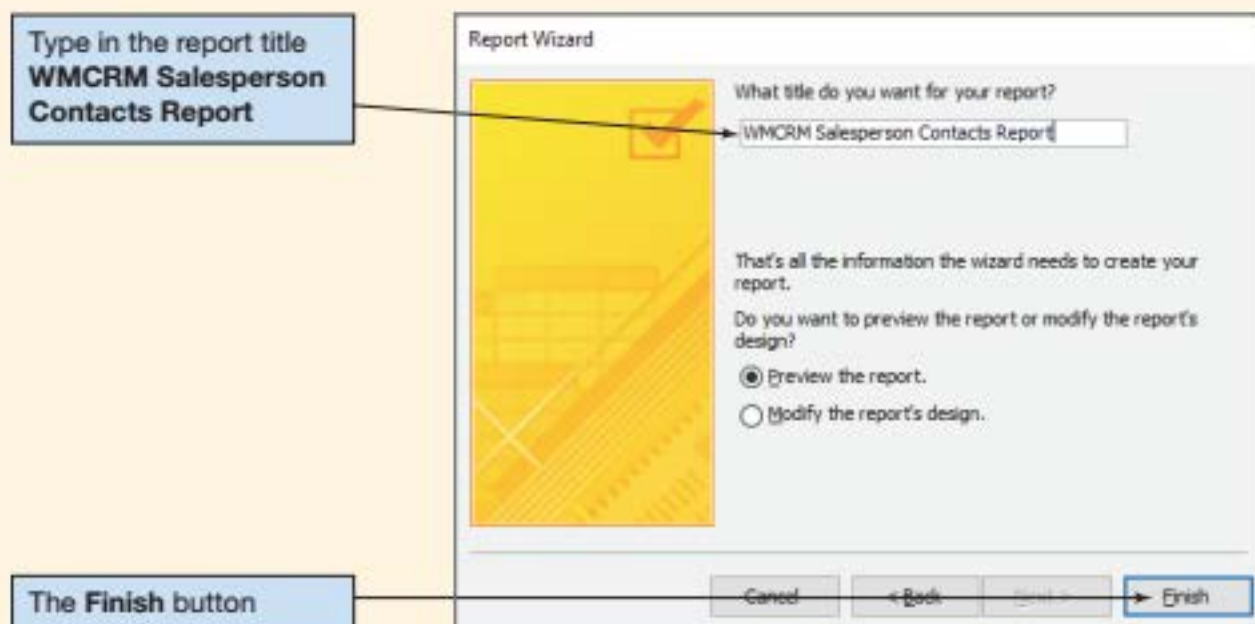 Type in the report title
WMCRM Salesperson
Contacts Report
Report Wizard
What title do you want for your report?
WMCRM Salesperson Contacts Report
That's all the information the wizard needs to create your
report.
Do you want to preview the report or modify the report's
design?
Preview the report.
Modify the report's design.
The Finish button
Cancel
< Back
Next >
Finish